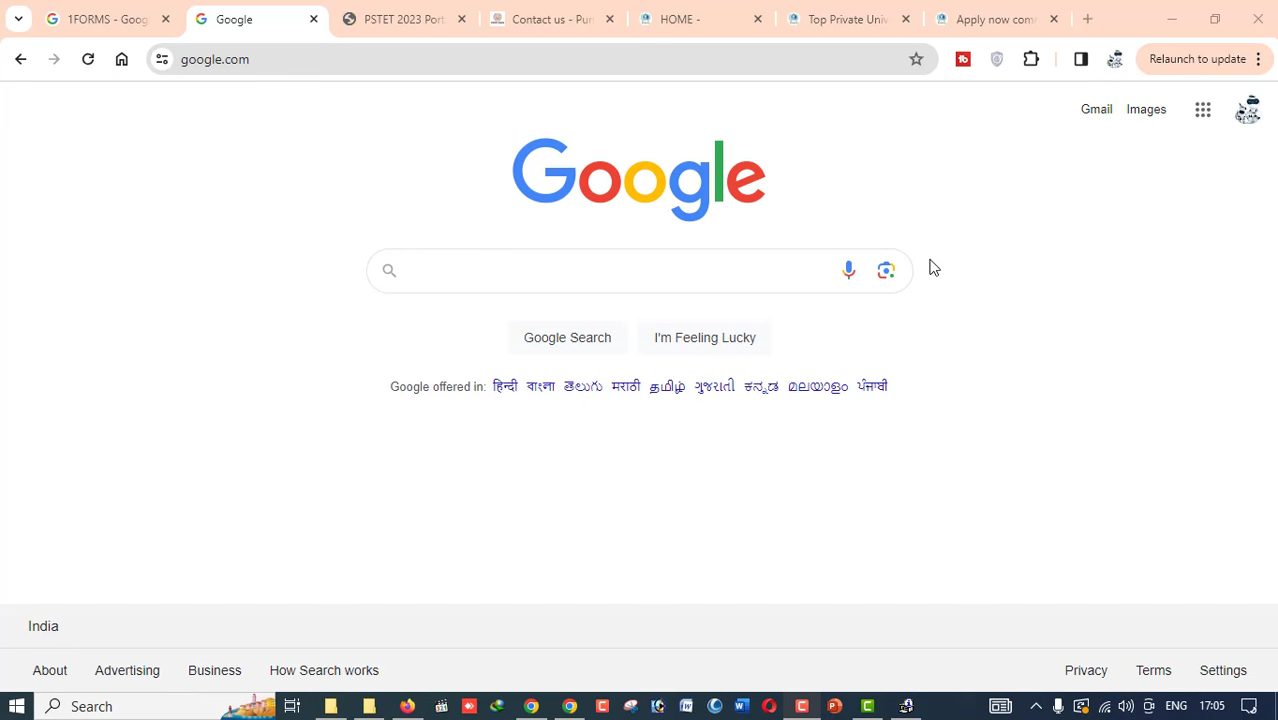 1FORMS - Goog
Google
PSTET 2023 Port
Contact us - Pun
HOME -
Top Private Univ
Apply now com
google.com
Relaunch to update
Gmail Images
Google
Google Search I'm Feeling Lucky
Google offered in: हिन्दी বাংলা తెలుగు मराठी தமிழ் ગુજરાતી ಕನ್ನಡ മലയാളം ਪੰਜਾਬੀ
India
About Advertising Business How Search works Privacy Terms Settings
Search ENG 17:05